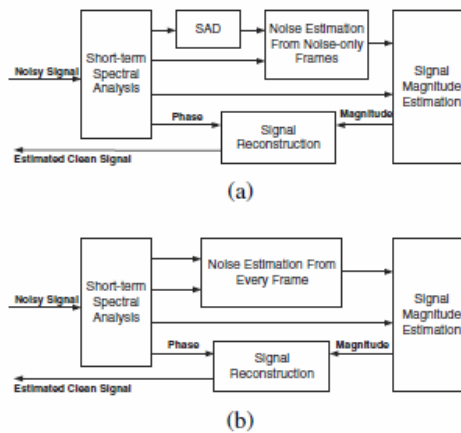 SAD
Noise Estimation
From Noise-only
Frames
Short-term
Spectral
Analysis
Noisy Signal
Signal
Magnitude
Estimation
Phase
Magnitude
Signal
Reconstruction
Estimated Clean Signal
(a)
Noise Estimation From
Every Frame
Short-term
Spectral
Analysis
Noisy Signal
Signal
Magnitude
Estimation
Phase
Magnitude
Signal
Reconstruction
Estimated Clean Signal
(b)